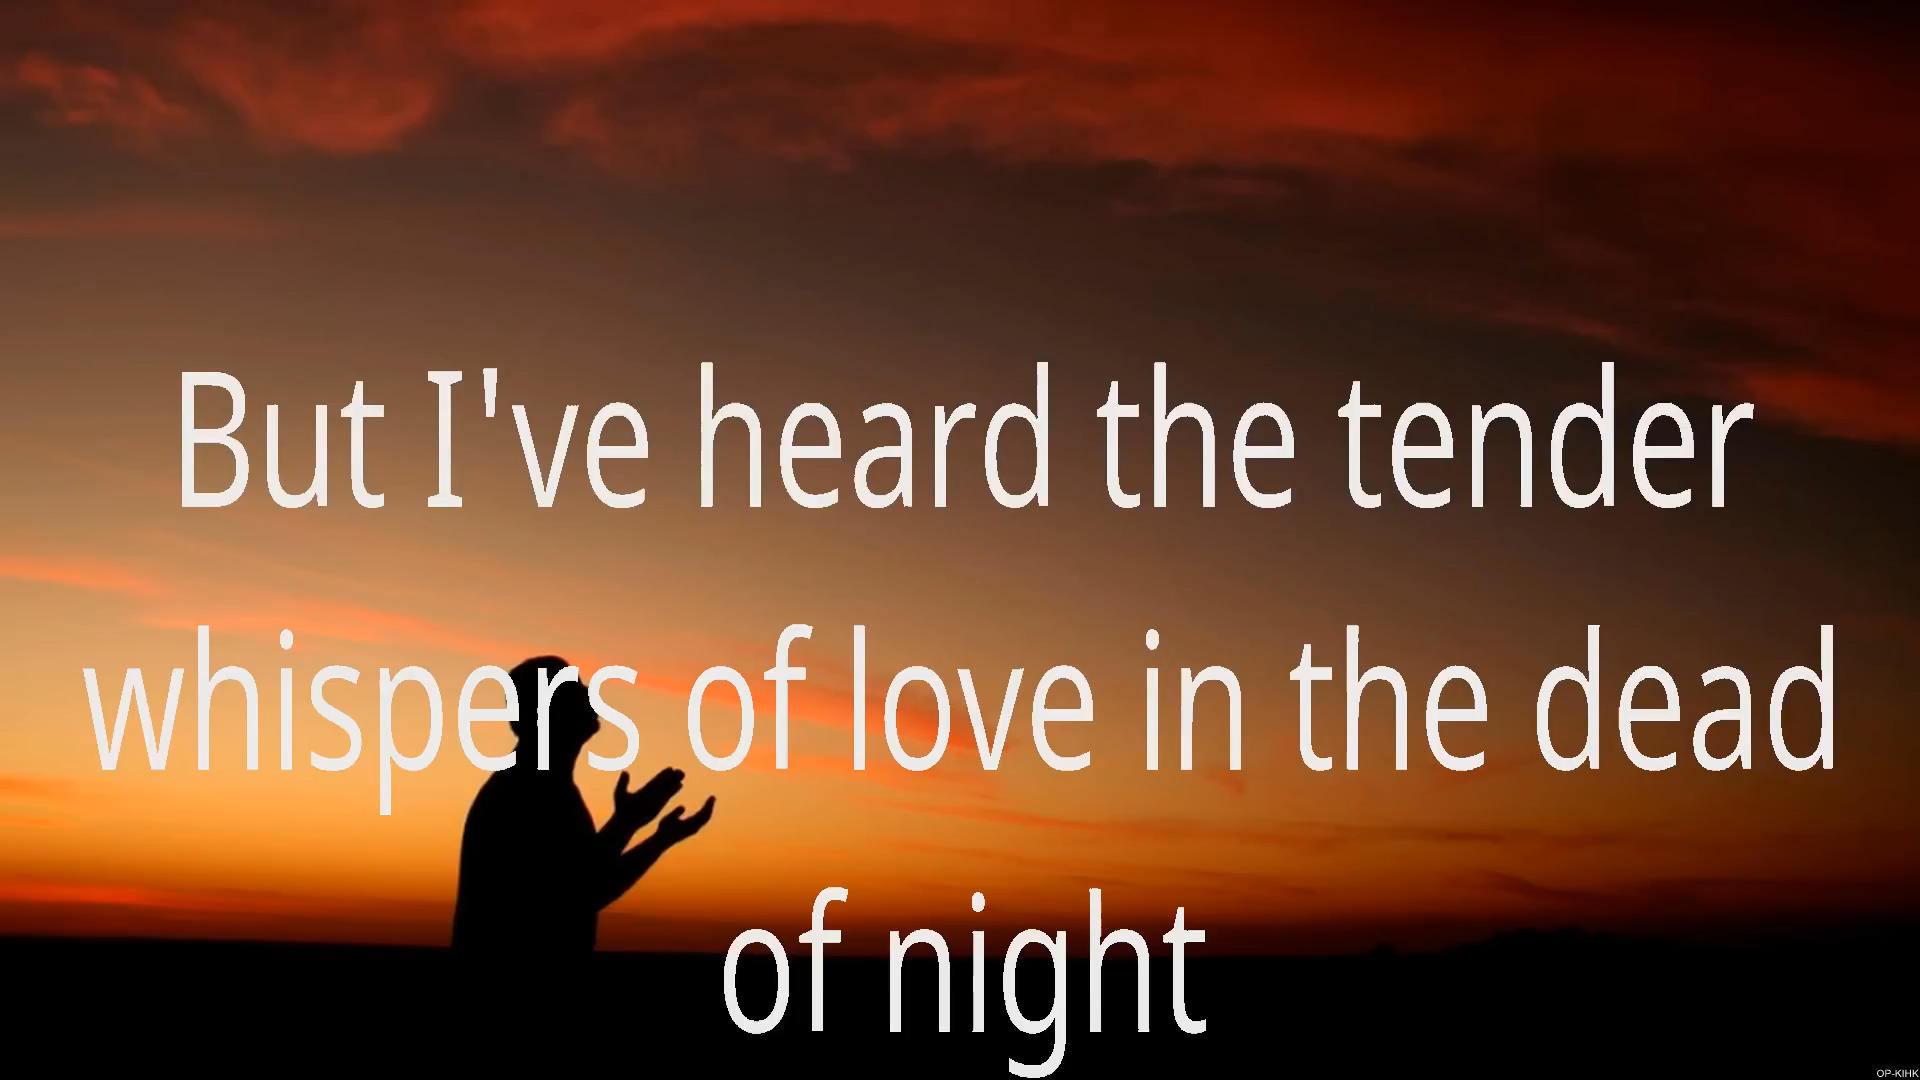 But I've heard the tender
whispers of love in the dead
of night
OP-KIHK